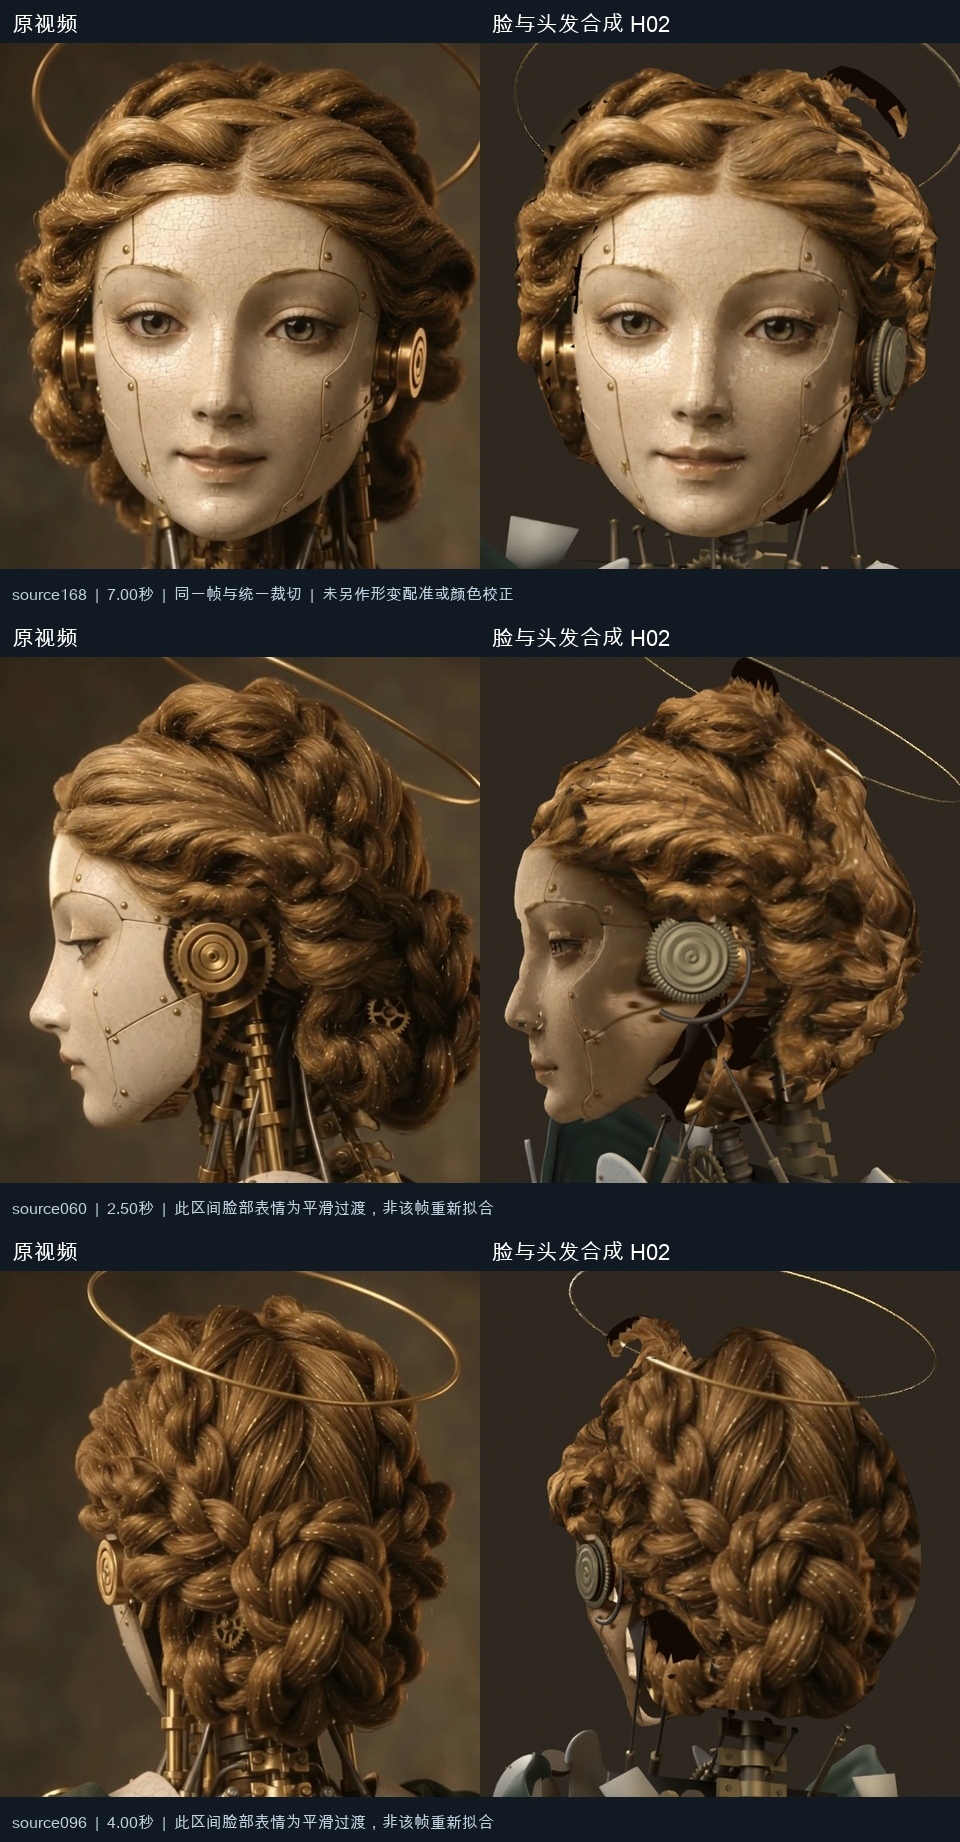 原视频
脸与头发合成 H02
source168 | 7.00秒 | 同一帧与统一裁切 | 未另作形变配准或颜色校正
原视频
脸与头发合成 H02
source060 | 2.50秒 | 此区间脸部表情为平滑过渡，非该帧重新拟合
原视频
脸与头发合成 H02
source096 | 4.00秒 | 此区间脸部表情为平滑过渡，非该帧重新拟合